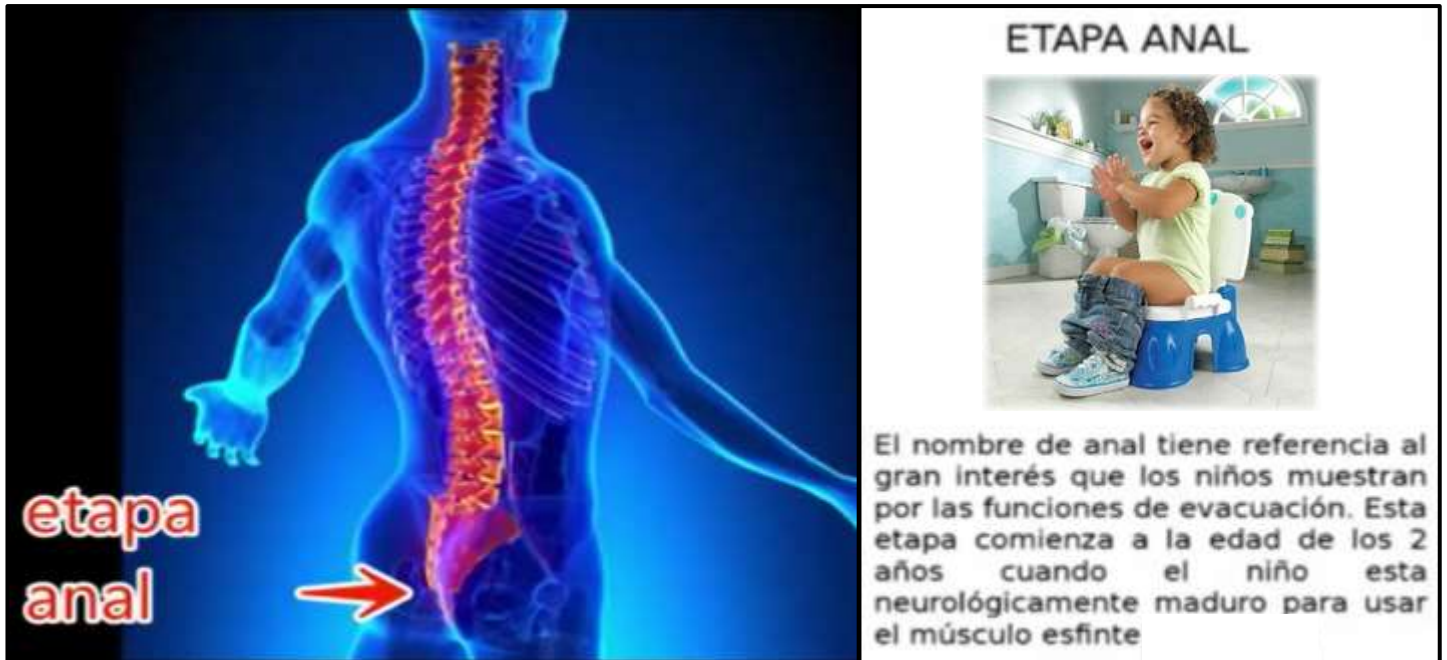 etapa
anal
ETAPA ANAL
El nombre de anal tiene referencia al
gran interés que los niños muestran
por las funciones de evacuación. Esta
etapa comienza a la edad de los 2
años cuando el niño esta
neurológicamente maduro para usar
el músculo esfinte